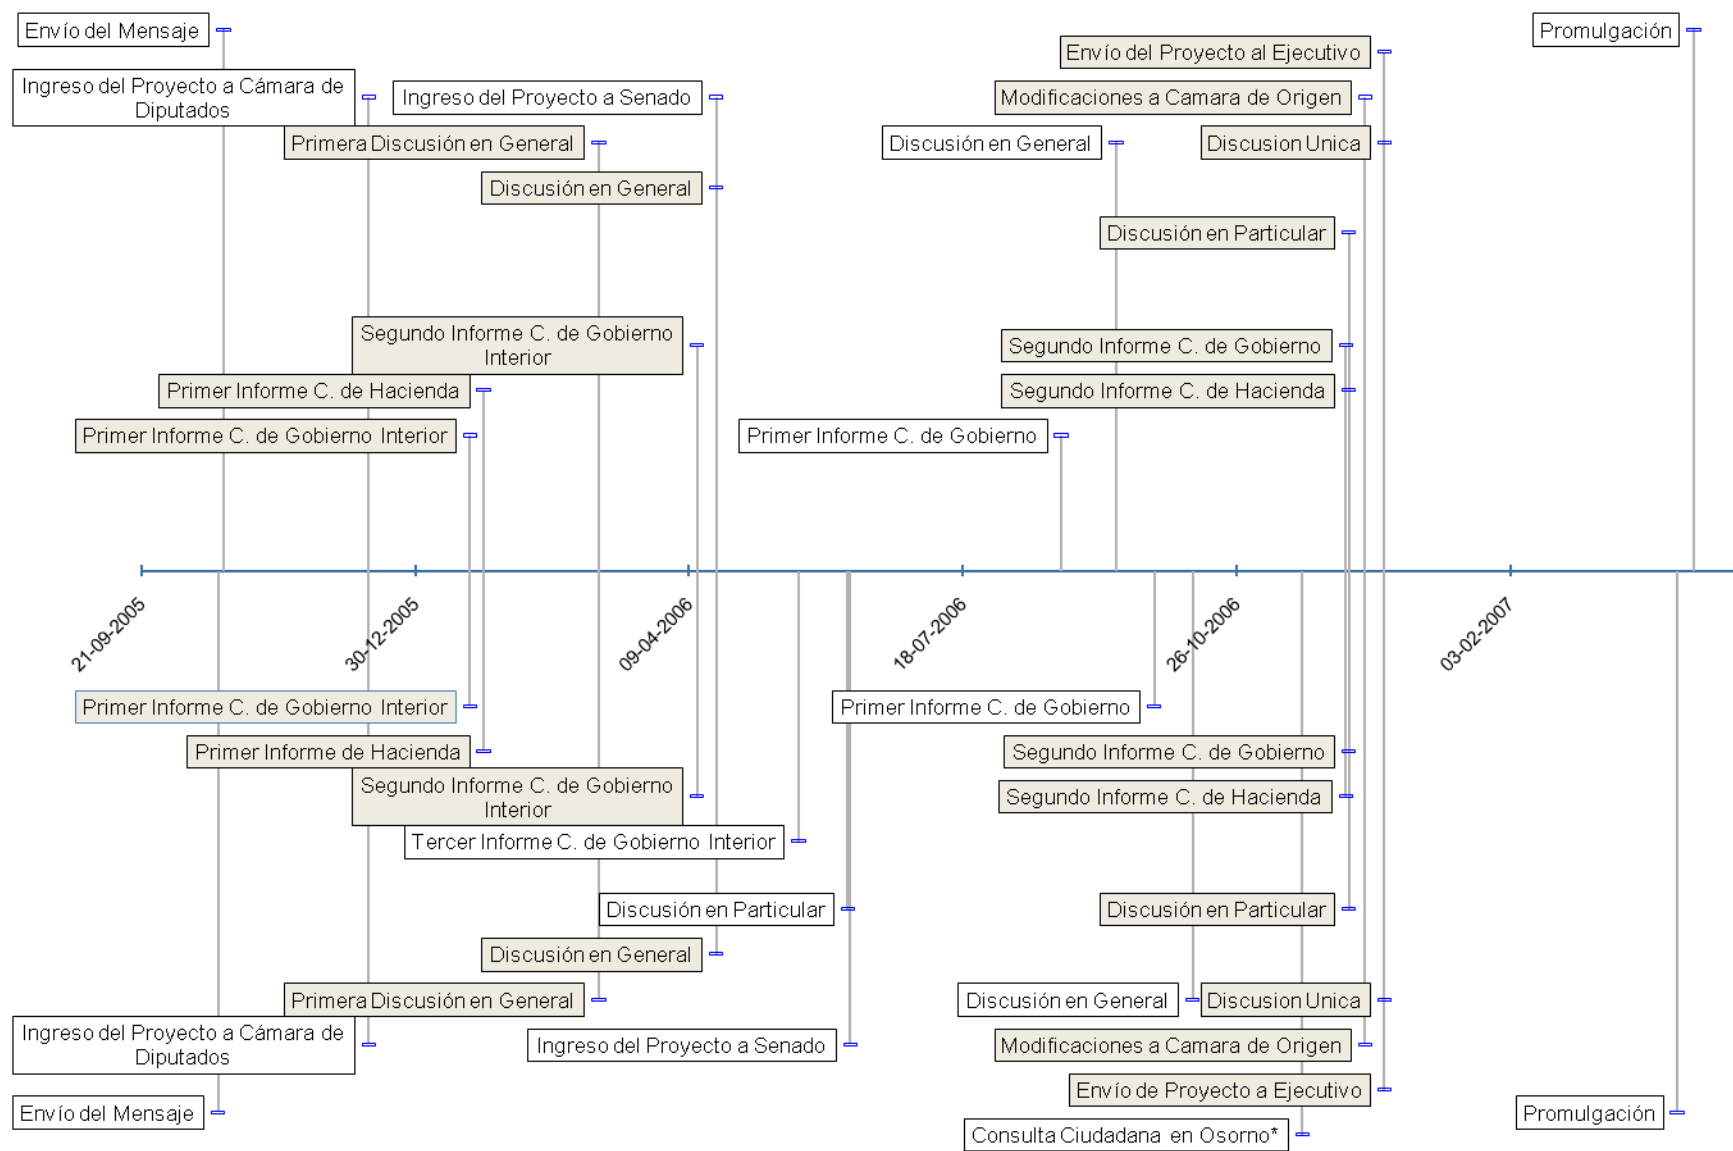 Envío del Mensaje
Promulgación
Envío del Proyecto al Ejecutivo
Ingreso del Proyecto a Cámara de
Diputados
Ingreso del Proyecto a Senado
Modificaciones a Camara de Origen
Primera Discusión en General
Discusión en General
Discusion Unica
Discusión en General
Discusión en Particular
Segundo Informe C. de Gobierno
Interior
Segundo Informe C. de Gobierno
Primer Informe C. de Hacienda
Segundo Informe C. de Hacienda
Primer Informe C. de Gobierno Interior
Primer Informe C. de Gobierno
21-09-2005
30-12-2005
09-04-2006
18-07-2006
26-10-2006
03-02-2007
Primer Informe C. de Gobierno Interior
Primer Informe C. de Gobierno
Primer Informe de Hacienda
Segundo Informe C. de Gobierno
Segundo Informe C. de Gobierno
Interior
Segundo Informe C. de Hacienda
Tercer Informe C. de Gobierno Interior
Discusión en Particular
Discusión en Particular
Discusión en General
Primera Discusión en General
Discusión en General
Discusion Unica
Ingreso del Proyecto a Cámara de
Diputados
Ingreso del Proyecto a Senado
Modificaciones a Camara de Origen
Envío de Proyecto a Ejecutivo
Envío del Mensaje
Promulgación
Consulta Ciudadana en Osorno*